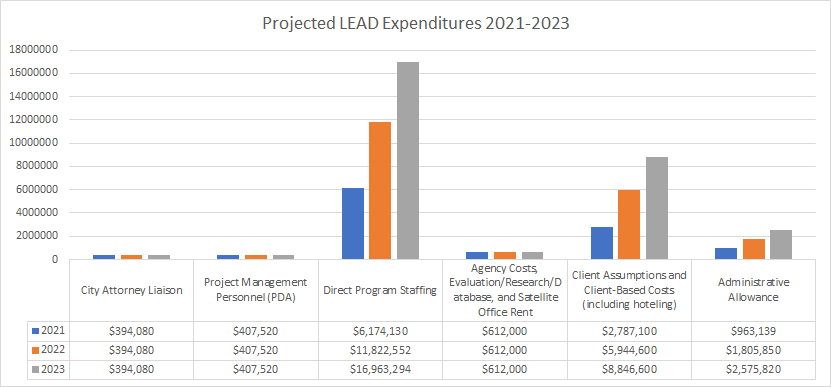 Projected LEAD Expenditures 2021-2023
18000000
16000000
14000000
12000000
10000000
8000000
6000000
4000000
2000000
0
City Attorney Liaison
Project Management
Personnel (PDA)
Direct Program Staffing
Agency Costs,
Evaluation/Research/D
atabase, and Satellite
Office Rent
Client Assumptions and
Client-Based Costs
(including hoteling)
Administrative
Allowance
2021 $394,080 $407,520 $6,174,130 $612,000 $2,787,100 $963,139
2022 $394,080 $407,520 $11,822,552 $612,000 $5,944,600 $1,805,850
2023 $394,080 $407,520 $16,963,294 $612,000 $8,846,600 $2,575,820